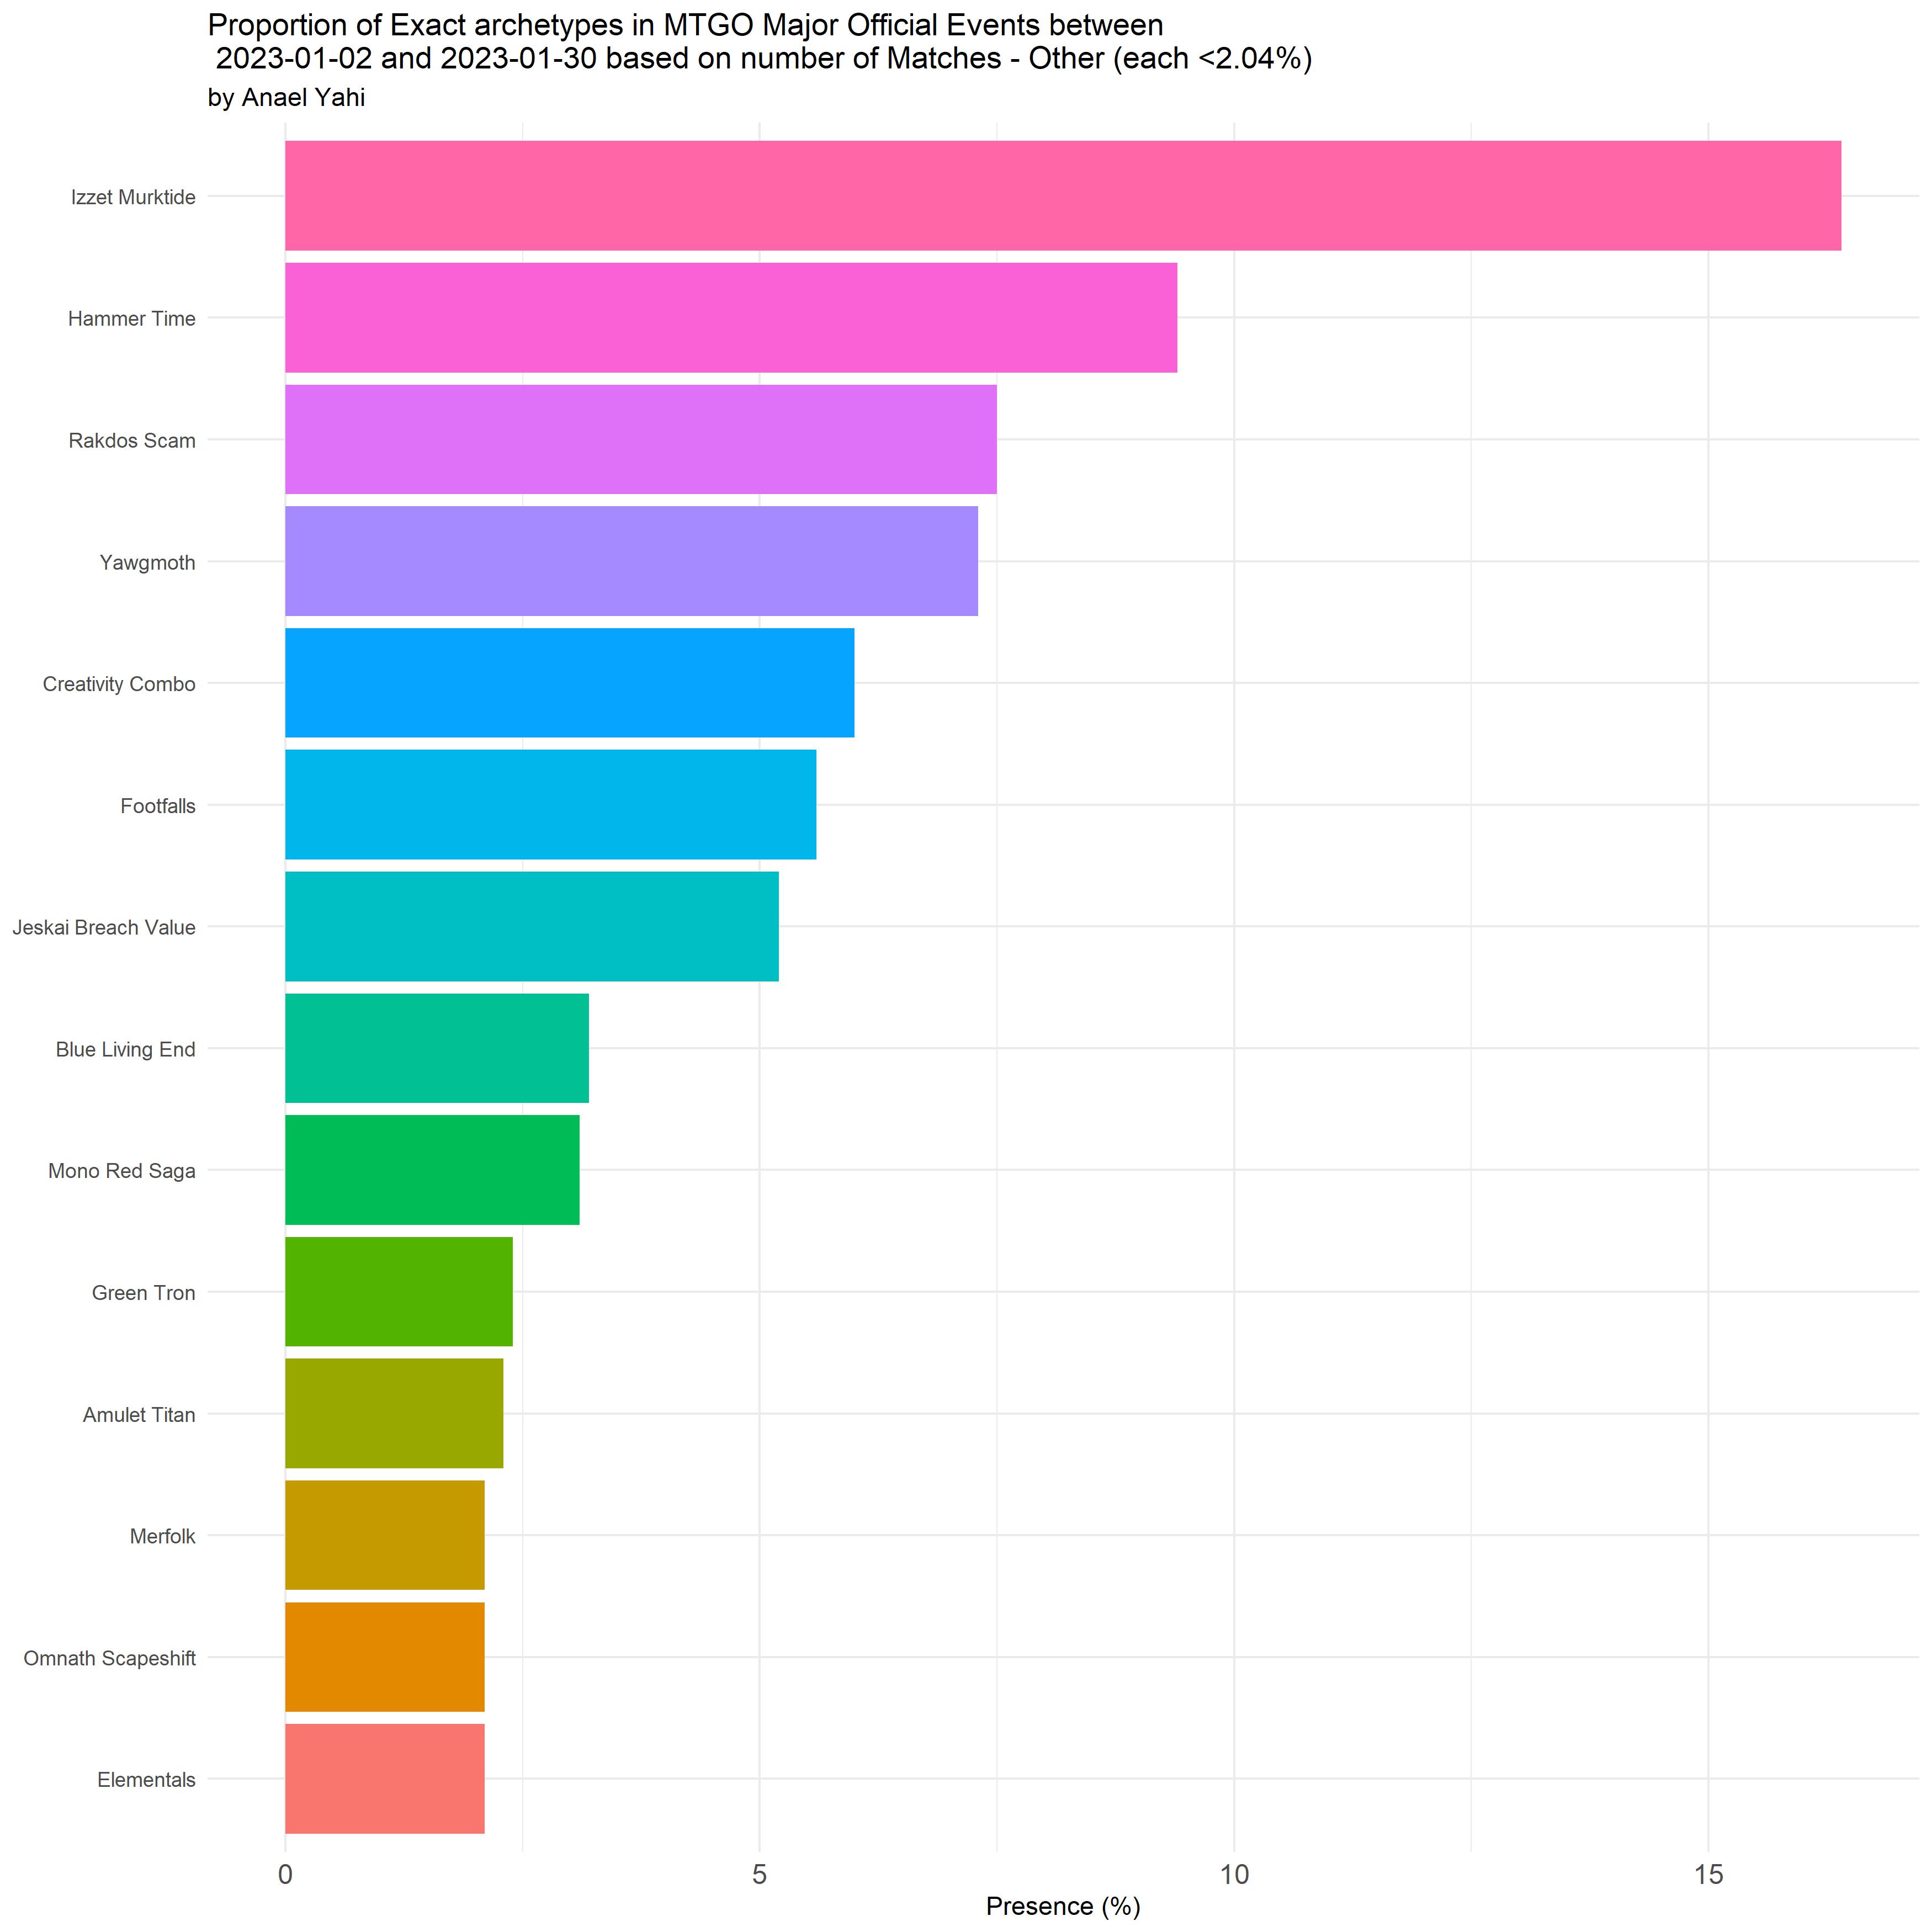 Proportion of Exact archetypes in MTGO Major Official Events between
2023-01-02 and 2023-01-30 based on number of Matches - Other (each <2.04%)
by Anael Yahi
Izzet Murktide
Hammer Time
Rakdos Scam
Yawgmoth
Creativity Combo
Footfalls
Jeskai Breach Value
Blue Living End
Mono Red Saga
Green Tron
Amulet Titan
Merfolk
Omnath Scapeshift
Elementals
0 5 10 15
Presence (%)